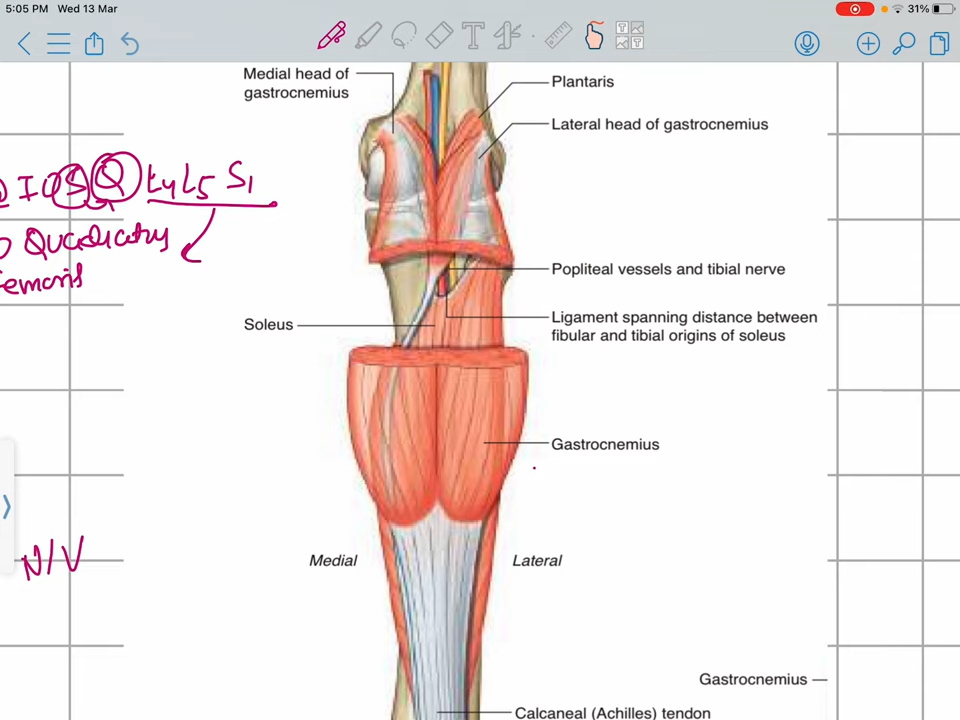 5:05 PM Wed 13 Mar
31%
Medial head of
gastrocnemius
Plantaris
Lateral head of gastrocnemius
Q L4 L5 S1
Quadratus
Femoris
Popliteal vessels and tibial nerve
Soleus
Ligament spanning distance between
fibular and tibial origins of soleus
Gastrocnemius
N/V
Medial
Lateral
Gastrocnemius
Calcaneal (Achilles) tendon